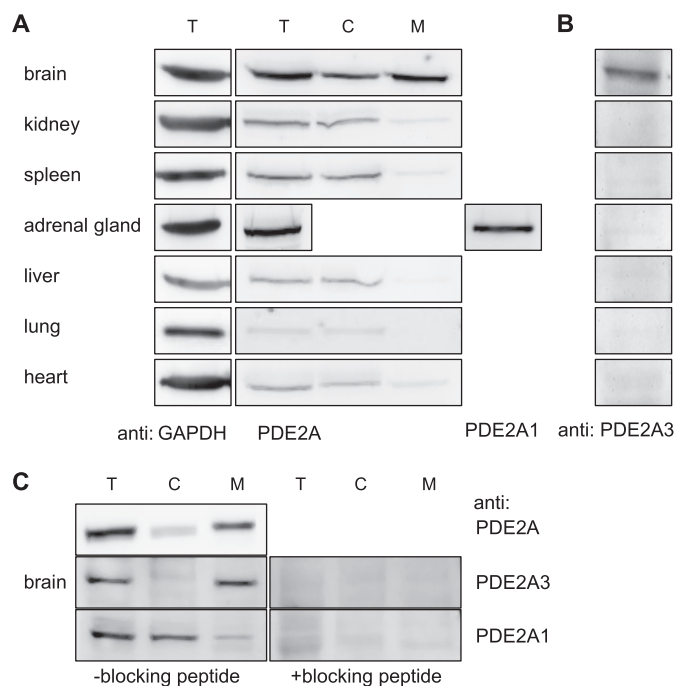 A B
T T C M
brain
kidney
spleen
adrenal gland
liver
lung
heart
anti: GAPDH PDE2A PDE2A1 anti: PDE2A3
C
T C M T C M
anti:
PDE2A
brain PDE2A3
PDE2A1
-blocking peptide +blocking peptide